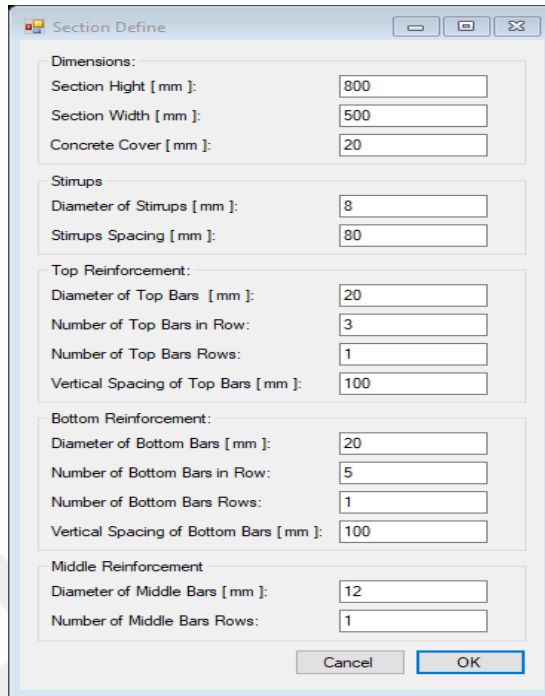 Section Define
Dimensions:
Section Hight [ mm ]: 800
Section Width [ mm ]: 500
Concrete Cover [ mm ]: 20
Stirrups
Diameter of Stirrups [ mm ]: 8
Stirrups Spacing [ mm ]: 80
Top Reinforcement:
Diameter of Top Bars [ mm ]: 20
Number of Top Bars in Row: 3
Number of Top Bars Rows: 1
Vertical Spacing of Top Bars [ mm ]: 100
Bottom Reinforcement:
Diameter of Bottom Bars [ mm ]: 20
Number of Bottom Bars in Row: 5
Number of Bottom Bars Rows: 1
Vertical Spacing of Bottom Bars [ mm ]: 100
Middle Reinforcement
Diameter of Middle Bars [ mm ]: 12
Number of Middle Bars Rows: 1
Cancel OK